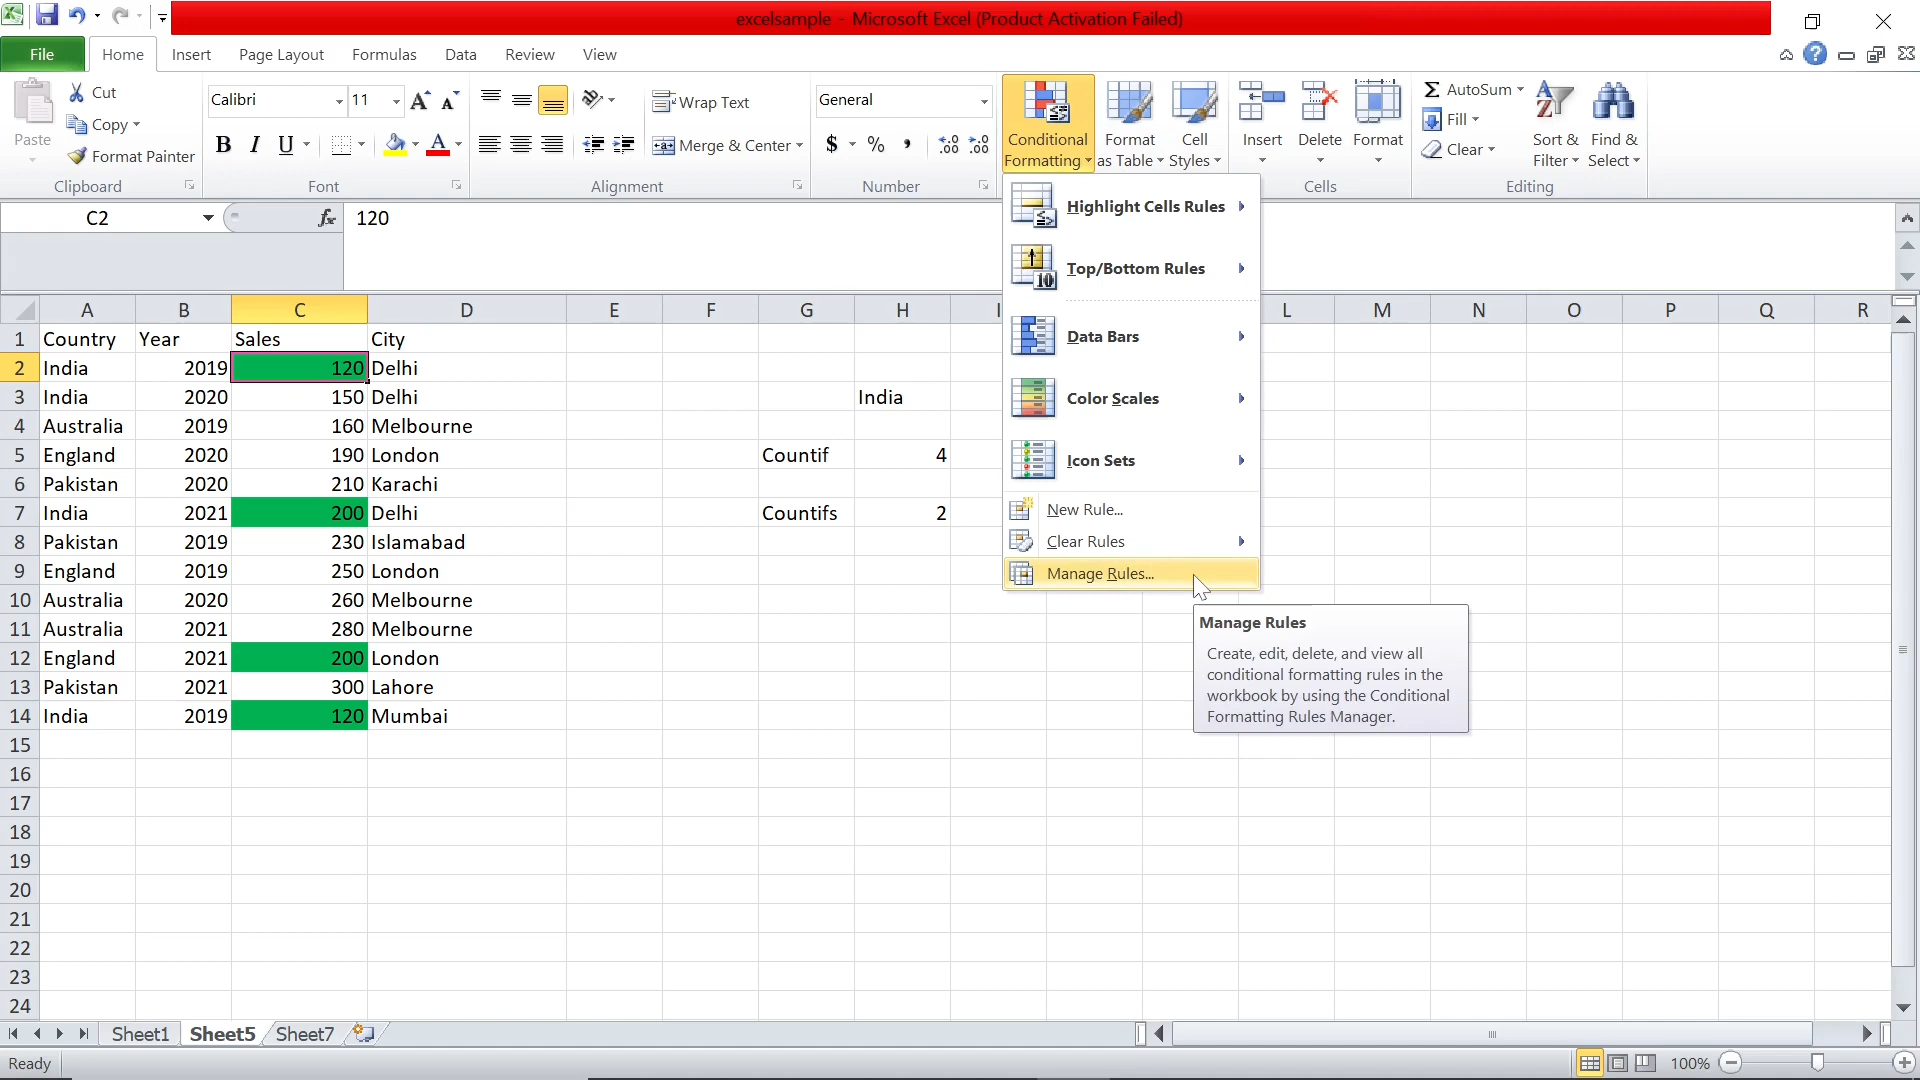 excelsample - Microsoft Excel (Product Activation Failed)
File Home Insert Page Layout Formulas Data Review View
Paste
Cut
Copy
Format Painter
Clipboard
Calibri 11
B I U
A
Font
Wrap Text
Merge & Center
Alignment
General
$ % ,
Number
Conditional Formatting
Format as Table
Cell Styles
Insert Delete Format
Cells
Σ AutoSum
Fill
Clear
Sort & Filter
Find & Select
Editing
C2 fx 120
Highlight Cells Rules
Top/Bottom Rules
Data Bars
Color Scales
Icon Sets
New Rule...
Clear Rules
Manage Rules...
Manage Rules
Create, edit, delete, and view all
conditional formatting rules in the
workbook by using the Conditional
Formatting Rules Manager.
A B C D E F G H I L M N O P Q R
1 Country Year Sales City
2 India 2019 120 Delhi
3 India 2020 150 Delhi India
4 Australia 2019 160 Melbourne
5 England 2020 190 London Countif 4
6 Pakistan 2020 210 Karachi
7 India 2021 200 Delhi Countifs 2
8 Pakistan 2019 230 Islamabad
9 England 2019 250 London
10 Australia 2020 260 Melbourne
11 Australia 2021 280 Melbourne
12 England 2021 200 London
13 Pakistan 2021 300 Lahore
14 India 2019 120 Mumbai
15
16
17
18
19
20
21
22
23
24
Sheet1 Sheet5 Sheet7
Ready 100%